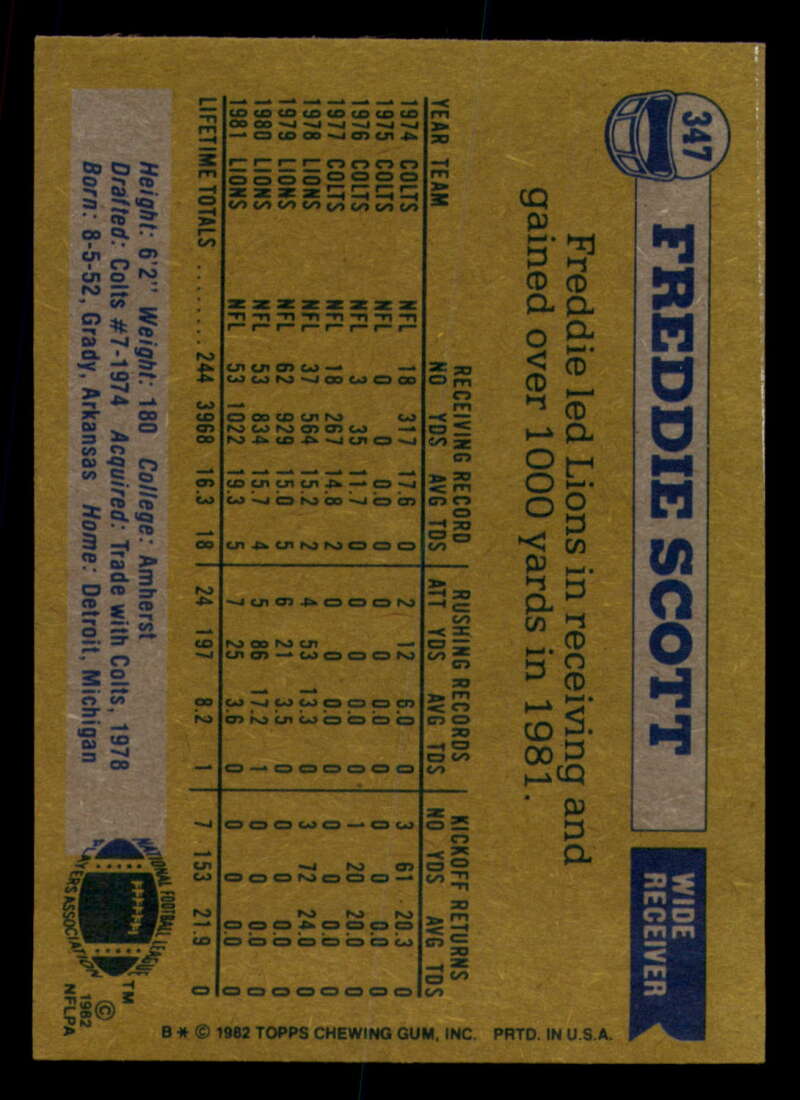 347 FREDDIE SCOTT WIDE RECEIVER
Freddie led Lions in receiving and
gained over 1000 yards in 1981.
RECEIVING RECORD RUSHING RECORDS KICKOFF RETURNS
YEAR TEAM NO YDS AVG TDS ATT YDS AVG TDS NO YDS AVG TDS
1974 COLTS NFL 18 317 17.6 0 2 12 6.0 0 3 61 20.3 0
1975 COLTS NFL 0 0 0.0 0 0 0 0.0 0 0 0 0.0 0
1976 COLTS NFL 3 35 11.7 0 0 0 0.0 0 1 20 20.0 0
1977 COLTS NFL 18 267 14.8 2 0 0 0.0 0 0 0 0.0 0
1978 LIONS NFL 37 564 15.2 2 4 53 13.3 0 3 72 24.0 0
1979 LIONS NFL 62 929 15.0 5 6 21 3.5 0 0 0 0.0 0
1980 LIONS NFL 53 834 15.7 4 5 86 17.2 1 0 0 0.0 0
1981 LIONS NFL 53 1022 19.3 5 7 25 3.6 0 0 0 0.0 0
LIFETIME TOTALS ........ 244 3968 16.3 18 24 197 8.2 1 7 153 21.9 0
Height: 6'2" Weight: 180 College: Amherst
Drafted: Colts #7-1974 Acquired: Trade with Colts, 1978
Born: 8-5-52, Grady, Arkansas Home: Detroit, Michigan
NATIONAL FOOTBALL LEAGUE
PLAYERS ASSOCIATION
TM
© 1982
NFLPA
B * © 1982 TOPPS CHEWING GUM, INC. PRTD. IN U.S.A.